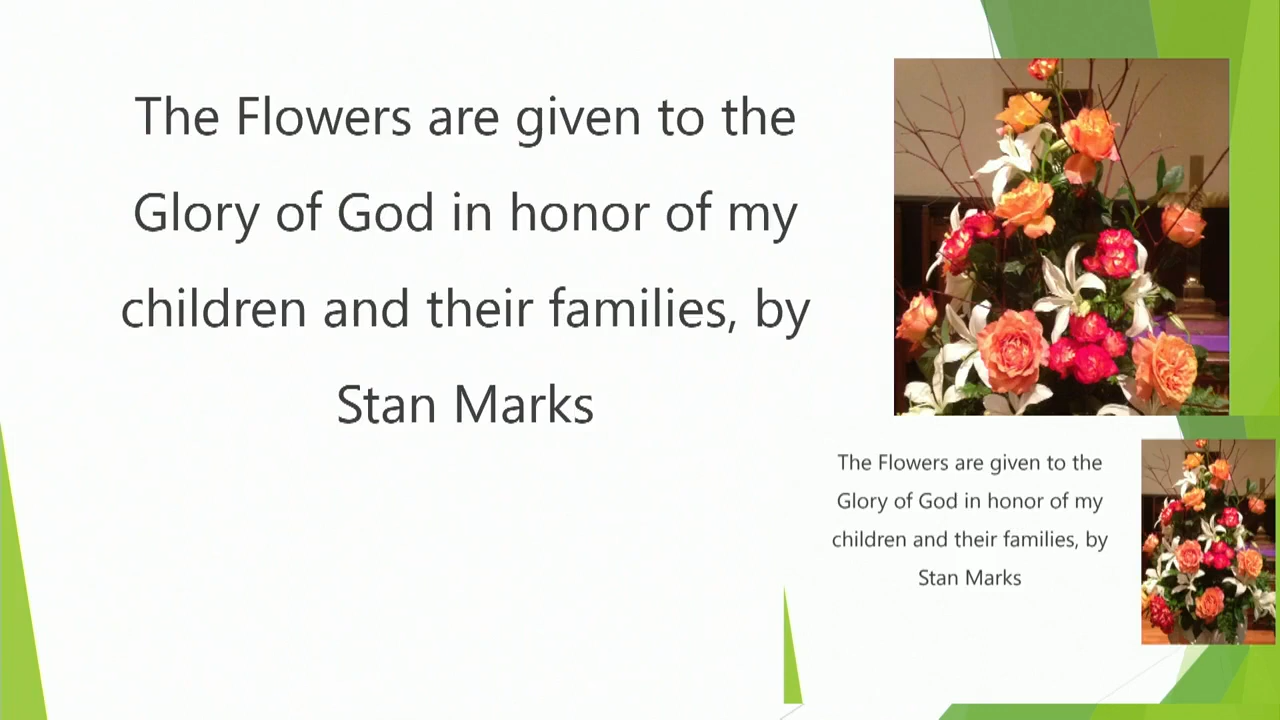 The Flowers are given to the
Glory of God in honor of my
children and their families, by
Stan Marks
The Flowers are given to the
Glory of God in honor of my
children and their families, by
Stan Marks